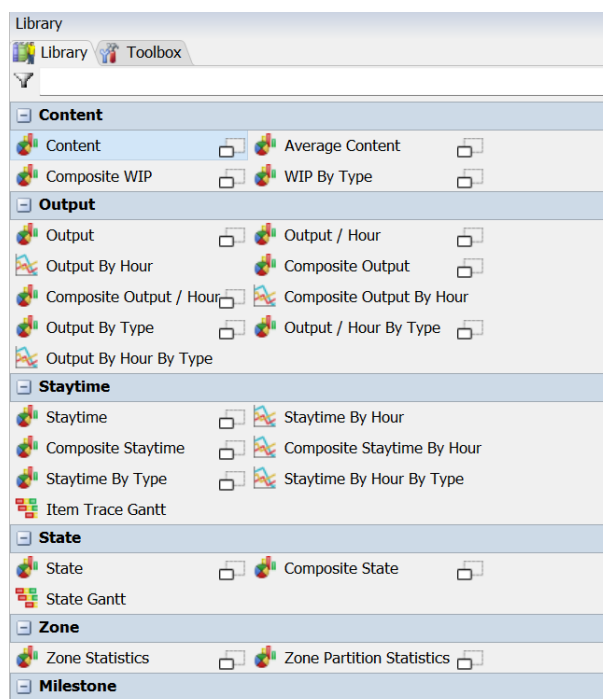 Library
Library Toolbox
Content
Content Average Content
Composite WIP WIP By Type
Output
Output Output / Hour
Output By Hour Composite Output
Composite Output / Hour Composite Output By Hour
Output By Type Output / Hour By Type
Output By Hour By Type
Staytime
Staytime Staytime By Hour
Composite Staytime Composite Staytime By Hour
Staytime By Type Staytime By Hour By Type
Item Trace Gantt
State
State Composite State
State Gantt
Zone
Zone Statistics Zone Partition Statistics
Milestone